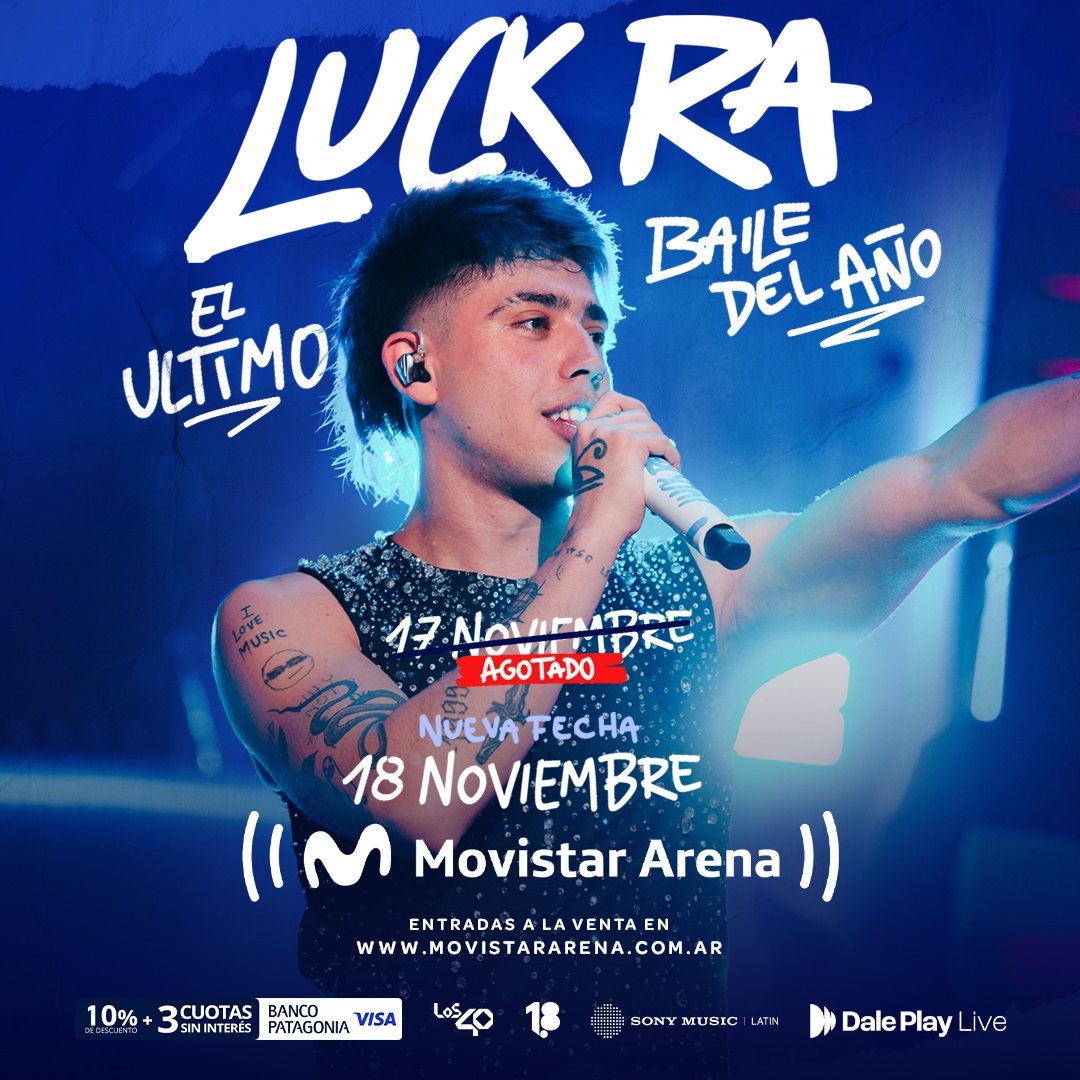 LUCK RA
EL ULTIMO
BAILE DEL AÑO
I LOVE MUSIC
17 NOVIEMBRE
AGOTADO
NUEVA FECHA
18 NOVIEMBRE
Movistar Arena
ENTRADAS A LA VENTA EN
WWW.MOVISTARARENA.COM.AR
10% DE DESCUENTO + 3 CUOTAS SIN INTERÉS BANCO PATAGONIA VISA
LOS40
SONY MUSIC | LATIN
Dale Play Live